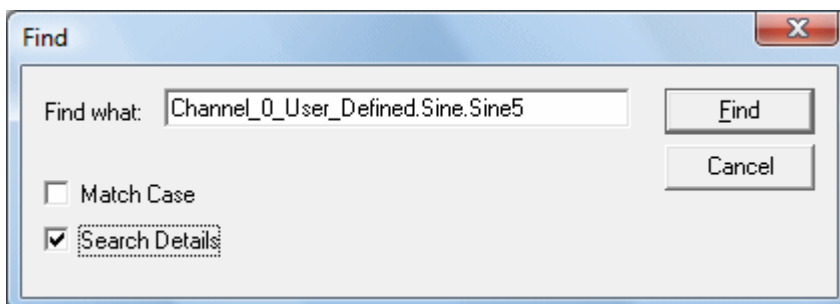 Find
Find what: Channel_0_User_Defined.Sine.Sine5 Find
Cancel
Match Case
Search Details